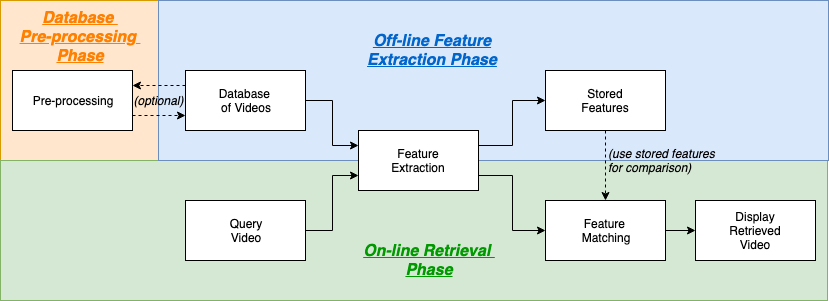 Database
Pre-processing
Phase
Off-line Feature
Extraction Phase
Pre-processing
(optional)
Database
of Videos
Stored
Features
Feature
Extraction
(use stored features
for comparison)
Query
Video
Feature
Matching
Display
Retrieved
Video
On-line Retrieval
Phase